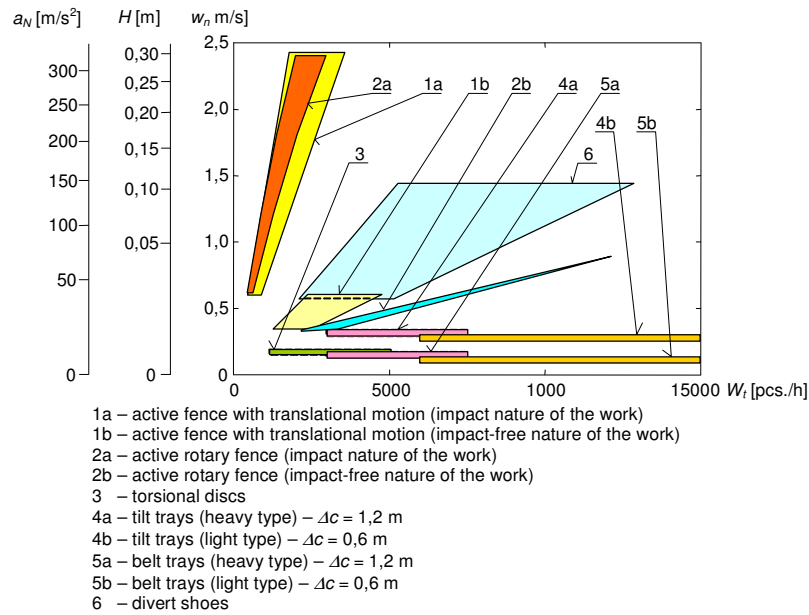 a_N [m/s²] H [m] w_n m/s]
300
250
200
150
100
50
0
0,30
0,25
0,20
0,15
0,10
0,05
0
2,5
2,0
1,5
1,0
0,5
0
2a 1a 1b 2b 4a 5a
4b 5b
3 6
0 5000 10000 15000
W_t [pcs./h]
1a – active fence with translational motion (impact nature of the work)
1b – active fence with translational motion (impact-free nature of the work)
2a – active rotary fence (impact nature of the work)
2b – active rotary fence (impact-free nature of the work)
3 – torsional discs
4a – tilt trays (heavy type) – Δc = 1,2 m
4b – tilt trays (light type) – Δc = 0,6 m
5a – belt trays (heavy type) – Δc = 1,2 m
5b – belt trays (light type) – Δc = 0,6 m
6 – divert shoes